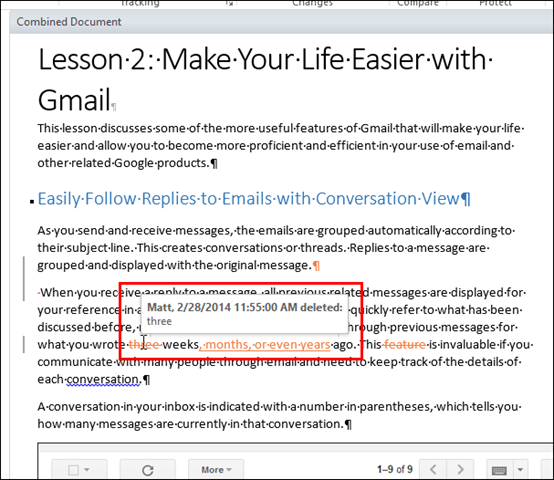 Tracking Changes Compare Protect
Combined Document
Lesson 2: Make Your Life Easier with
Gmail¶
This lesson discusses some of the more useful features of Gmail that will make your life
easier and allow you to become more proficient and efficient in your use of email and
other related Google products.¶
Easily Follow Replies to Emails with Conversation View¶
As you send and receive messages, the emails are grouped automatically according to
their subject line. This creates conversations or threads. Replies to a message are
grouped and displayed with the original message.¶
When you receive a reply to a message, all previous related messages are displayed for
your reference in a
quickly refer to what has been
Matt, 2/28/2014 11:55:00 AM deleted:
three
discussed before,
through previous messages for
what you wrote three weeks, months, or even years ago. This feature is invaluable if you
communicate with many people through email and need to keep track of the details of
each conversation.¶
A conversation in your inbox is indicated with a number in parentheses, which tells you
how many messages are currently in that conversation.¶
More 1–9 of 9